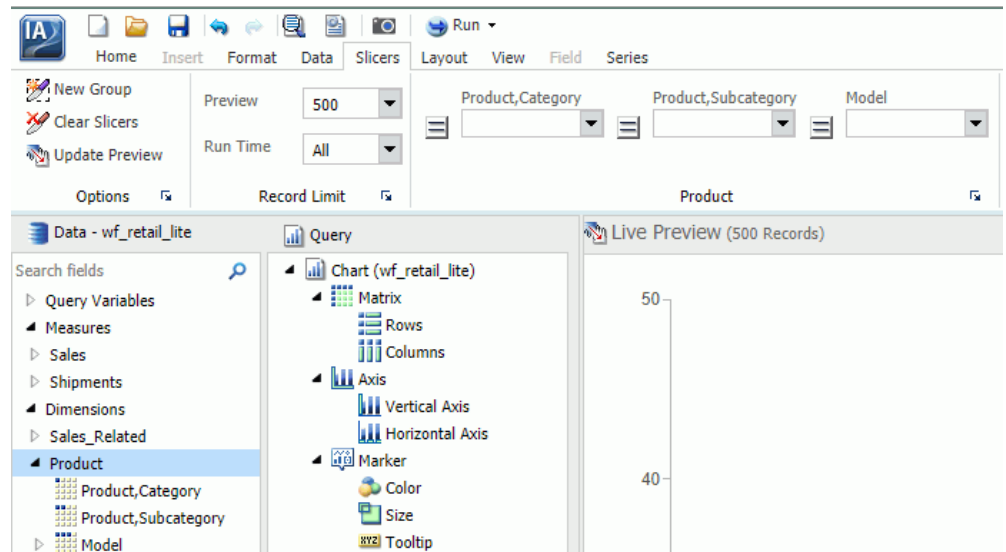 IA
Run
Home Insert Format Data Slicers Layout View Field Series
New Group
Clear Slicers
Update Preview
Options
Preview 500
Run Time All
Record Limit
Product,Category Product,Subcategory Model
Product
Data - wf_retail_lite
Search fields
Query Variables
Measures
Sales
Shipments
Dimensions
Sales_Related
Product
Product,Category
Product,Subcategory
Model
Query
Chart (wf_retail_lite)
Matrix
Rows
Columns
Axis
Vertical Axis
Horizontal Axis
Marker
Color
Size
XYZ Tooltip
Live Preview (500 Records)
50
40